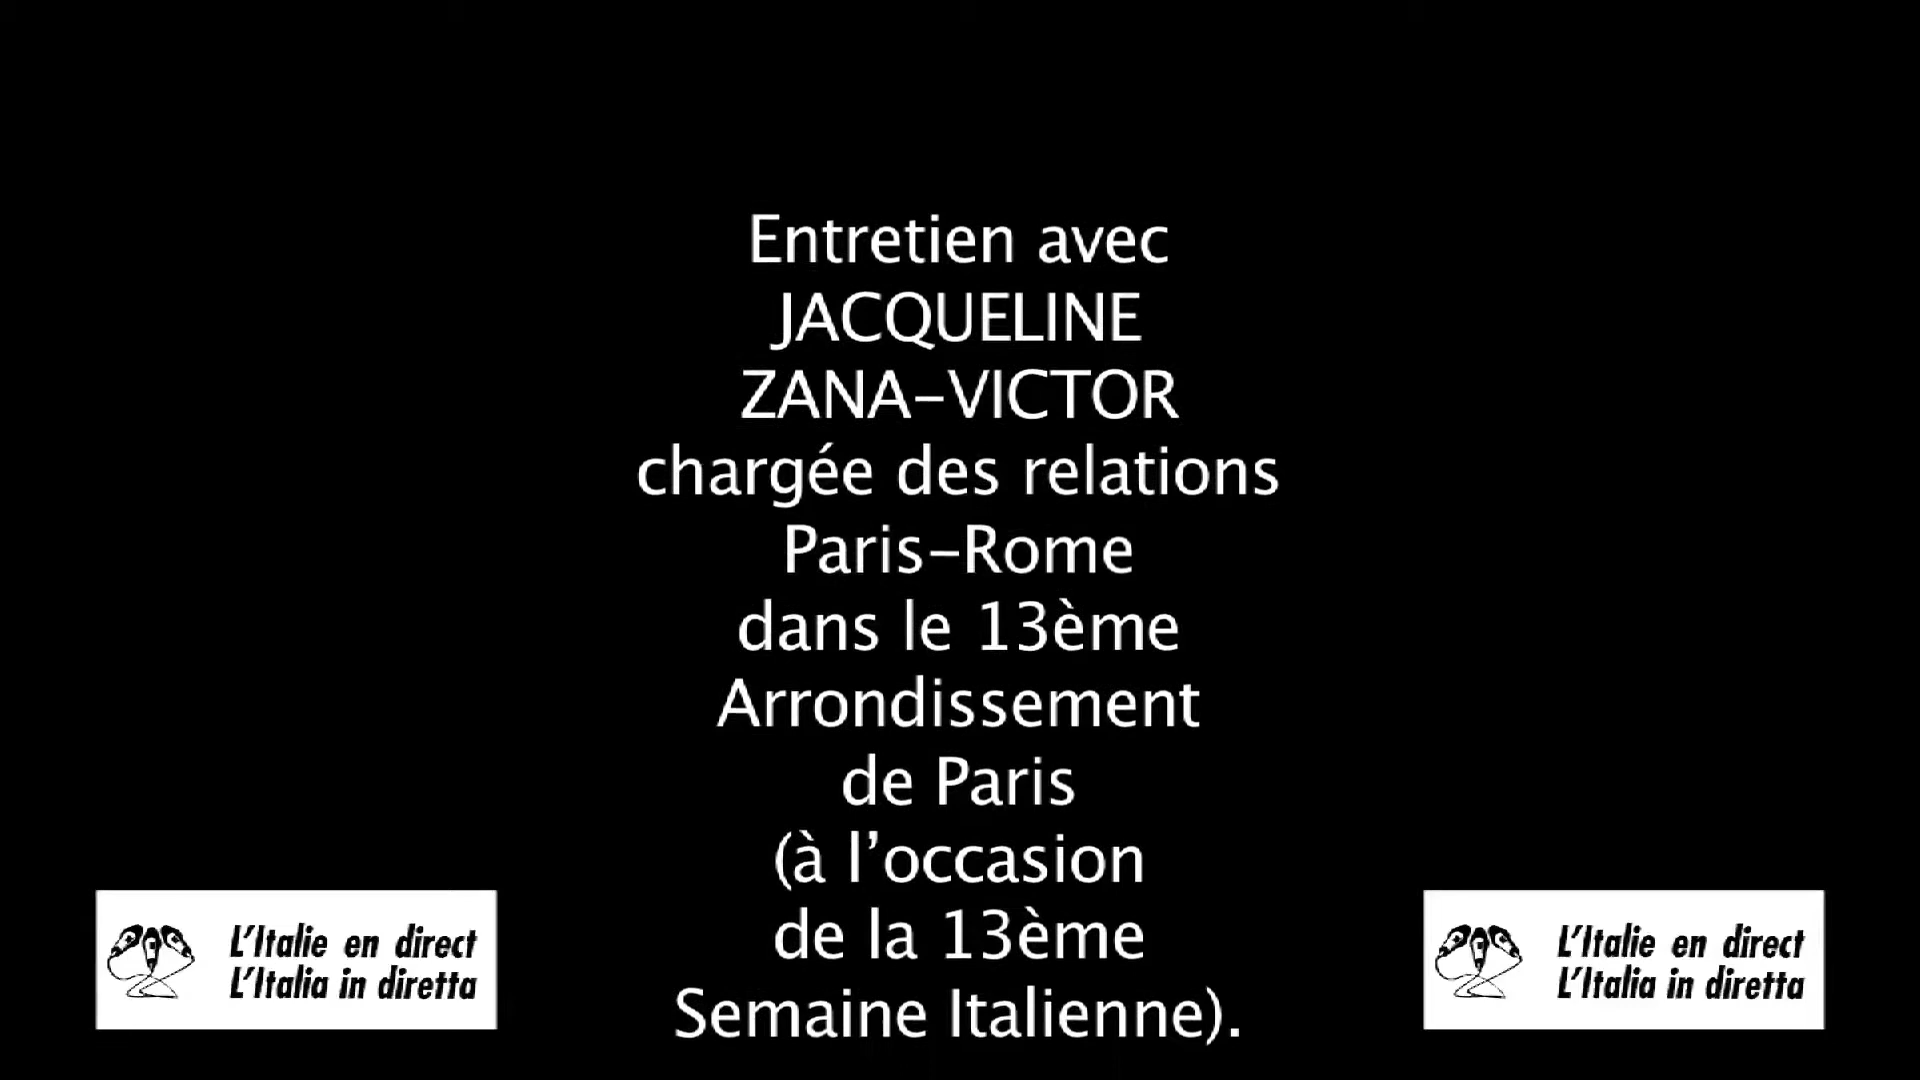 Entretien avec
JACQUELINE
ZANA-VICTOR
chargée des relations
Paris-Rome
dans le 13ème
Arrondissement
de Paris
(à l'occasion
de la 13ème
Semaine Italienne).
L'Italie en direct
L'Italia in diretta
L'Italie en direct
L'Italia in diretta